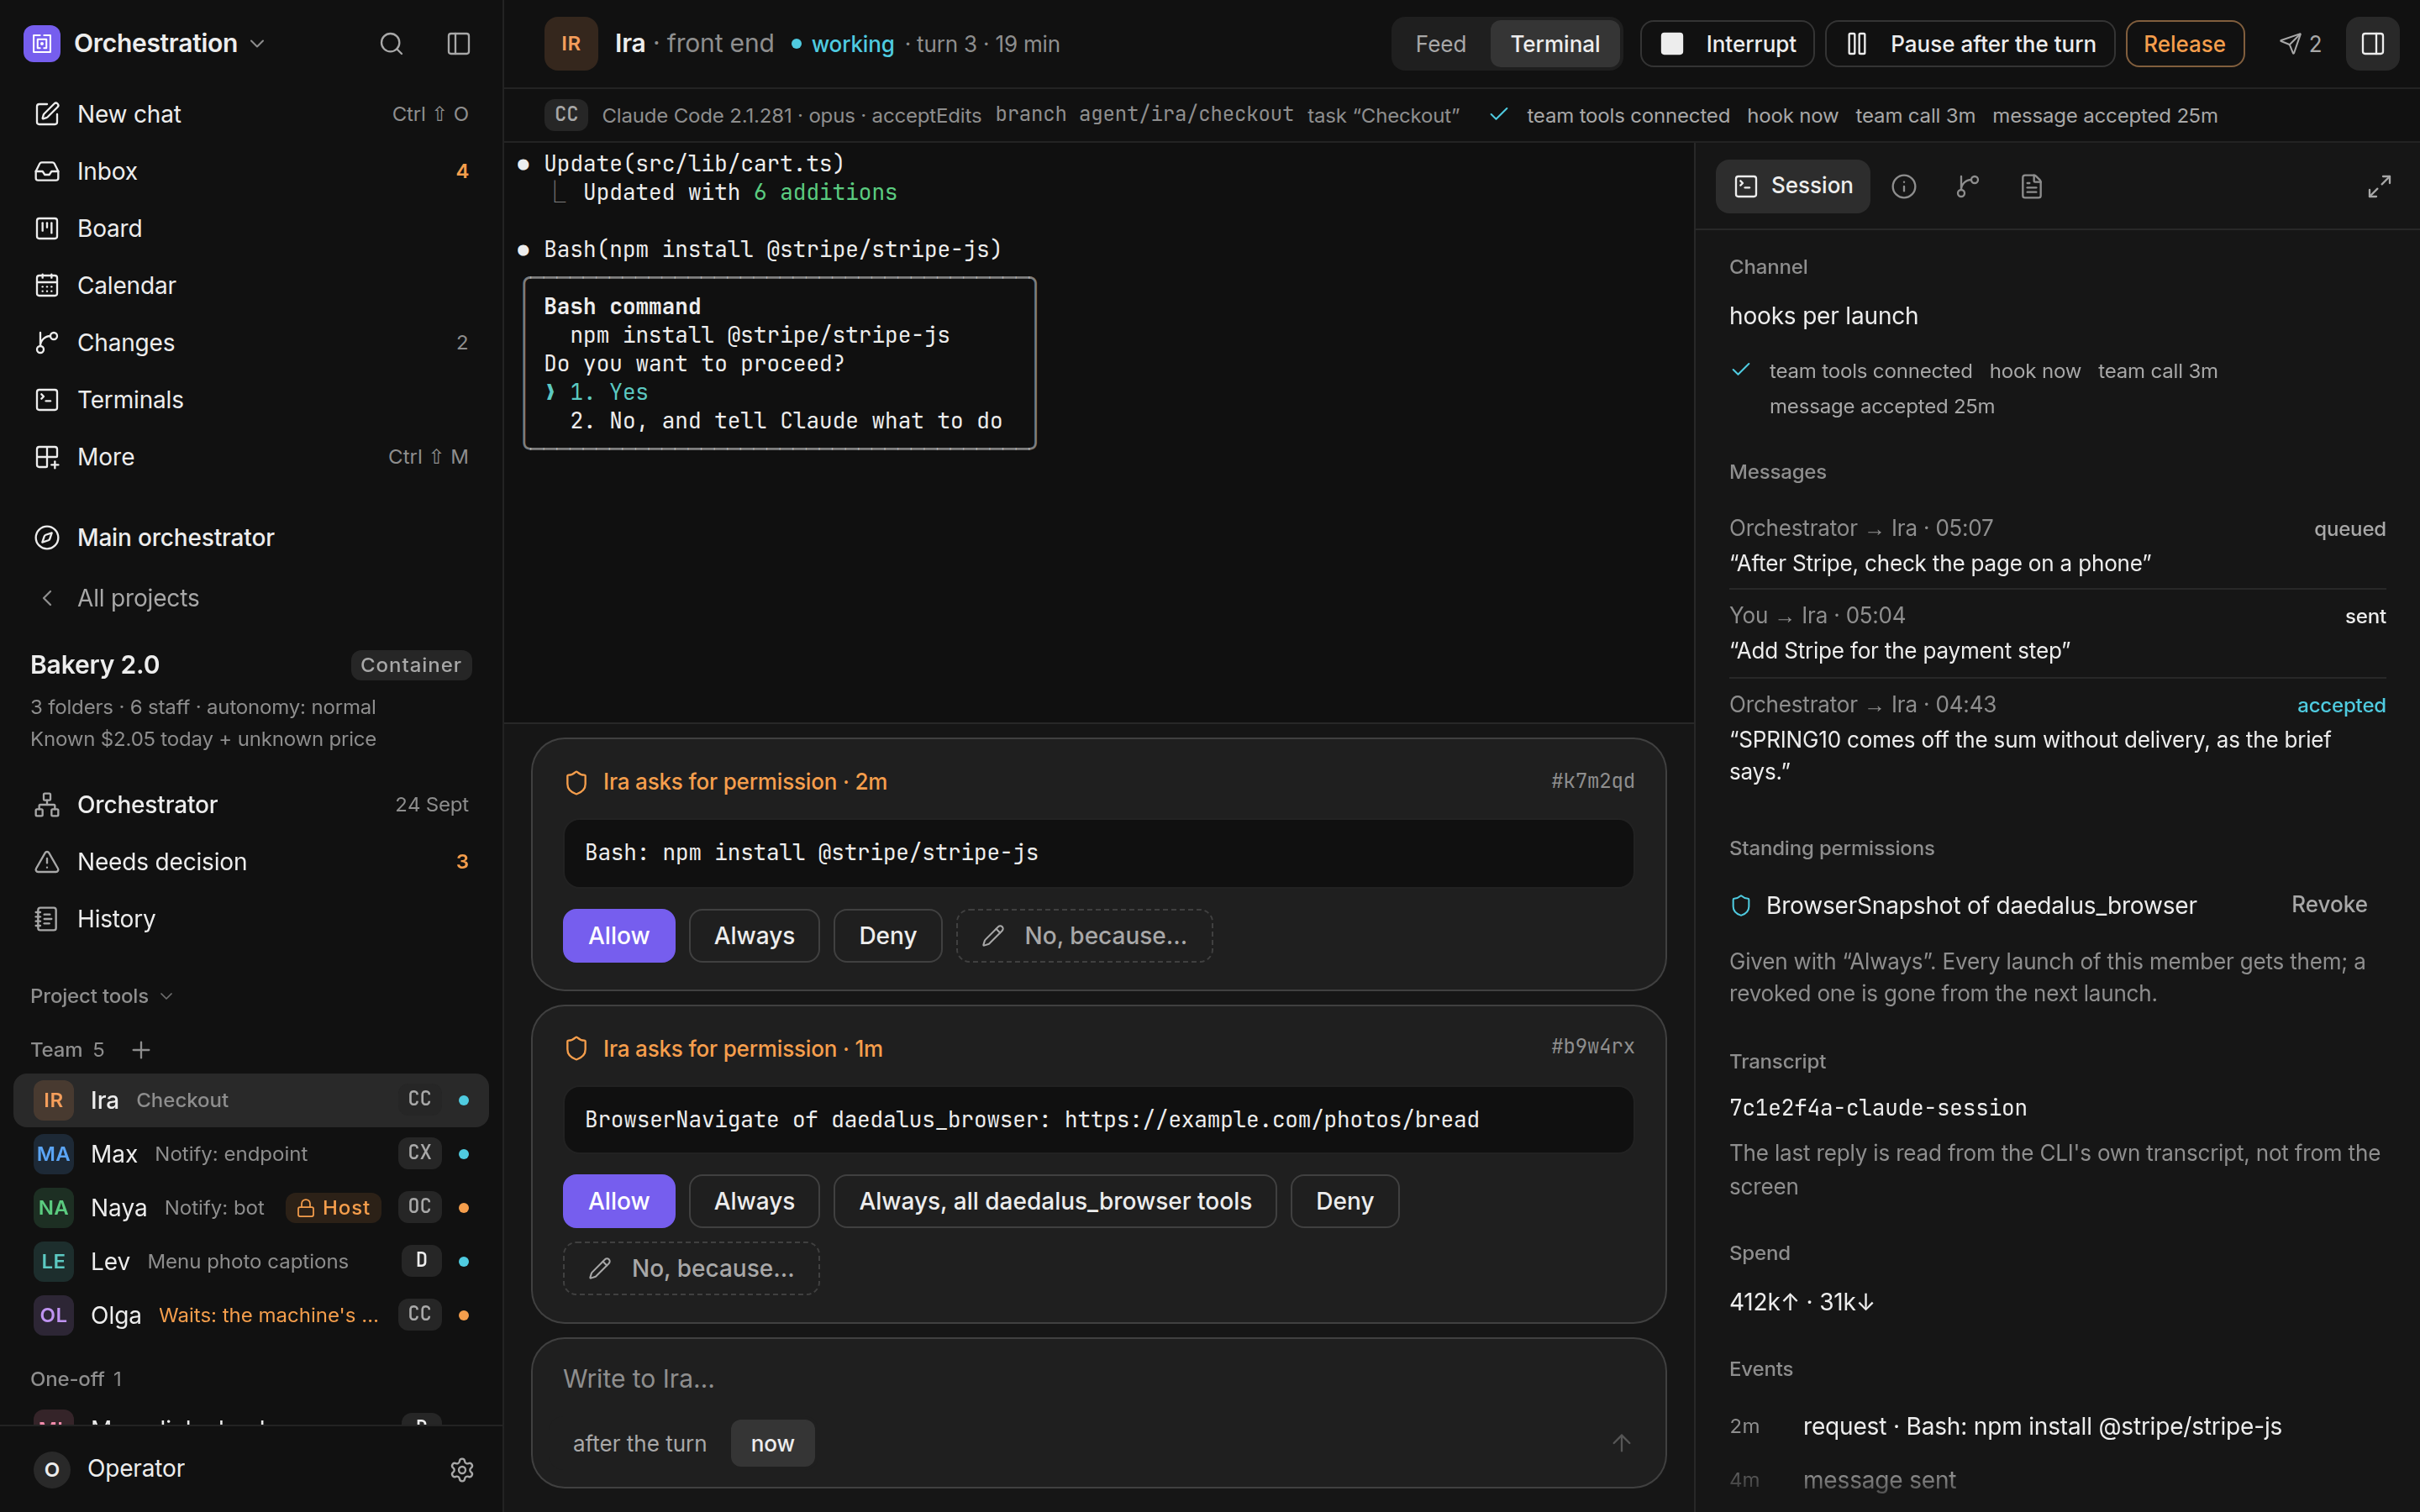 Orchestration
New chat Ctrl ⇧ O
Inbox 4
Board
Calendar
Changes 2
Terminals
More Ctrl ⇧ M
Main orchestrator
All projects
Bakery 2.0 Container
3 folders · 6 staff · autonomy: normal
Known $2.05 today + unknown price
Orchestrator 24 Sept
Needs decision 3
History
Project tools
Team 5
IR Ira Checkout CC
MA Max Notify: endpoint CX
NA Naya Notify: bot Host OC
LE Lev Menu photo captions D
OL Olga Waits: the machine's ... CC
One-off 1
O Operator
IR Ira · front end working · turn 3 · 19 min
Feed Terminal Interrupt Pause after the turn Release 2
CC Claude Code 2.1.281 · opus · acceptEdits branch agent/ira/checkout task “Checkout” team tools connected hook now team call 3m message accepted 25m
Update(src/lib/cart.ts)
Updated with 6 additions
Bash(npm install @stripe/stripe-js)
Bash command
npm install @stripe/stripe-js
Do you want to proceed?
❯ 1. Yes
2. No, and tell Claude what to do
Ira asks for permission · 2m #k7m2qd
Bash: npm install @stripe/stripe-js
Allow Always Deny No, because...
Ira asks for permission · 1m #b9w4rx
BrowserNavigate of daedalus_browser: https://example.com/photos/bread
Allow Always Always, all daedalus_browser tools Deny
No, because...
Write to Ira...
after the turn now
Session
Channel
hooks per launch
team tools connected hook now team call 3m
message accepted 25m
Messages
Orchestrator → Ira · 05:07 queued
“After Stripe, check the page on a phone”
You → Ira · 05:04 sent
“Add Stripe for the payment step”
Orchestrator → Ira · 04:43 accepted
“SPRING10 comes off the sum without delivery, as the brief
says.”
Standing permissions
BrowserSnapshot of daedalus_browser Revoke
Given with “Always”. Every launch of this member gets them; a
revoked one is gone from the next launch.
Transcript
7c1e2f4a-claude-session
The last reply is read from the CLI's own transcript, not from the
screen
Spend
412k↑ · 31k↓
Events
2m request · Bash: npm install @stripe/stripe-js
4m message sent